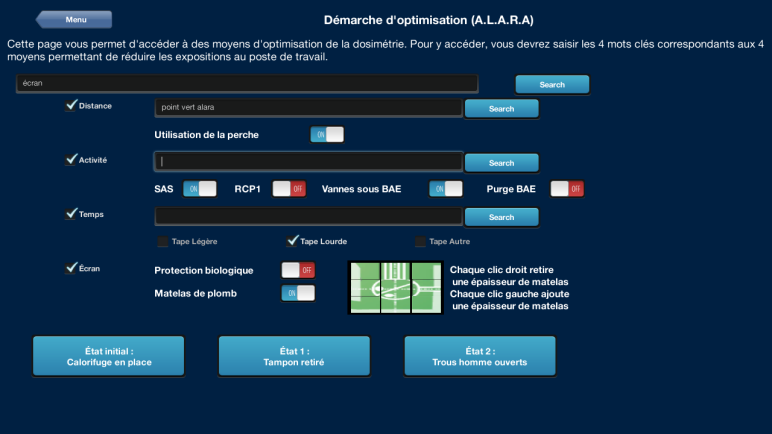 Menu
Démarche d'optimisation (A.L.A.R.A)
Cette page vous permet d'accéder à des moyens d'optimisation de la dosimétrie. Pour y accéder, vous devrez saisir les 4 mots clés correspondants aux 4
moyens permettant de réduire les expositions au poste de travail.
écran
Search
Distance
point vert alara
Search
Utilisation de la perche
ON
Activité
Search
SAS
ON
RCP1
OFF
Vannes sous BAE
ON
Purge BAE
OFF
Temps
Search
Tape Légère
Tape Lourde
Tape Autre
Écran
Protection biologique
OFF
Matelas de plomb
ON
Chaque clic droit retire
une épaisseur de matelas
Chaque clic gauche ajoute
une épaisseur de matelas
État initial :
Calorifuge en place
État 1 :
Tampon retiré
État 2 :
Trous homme ouverts